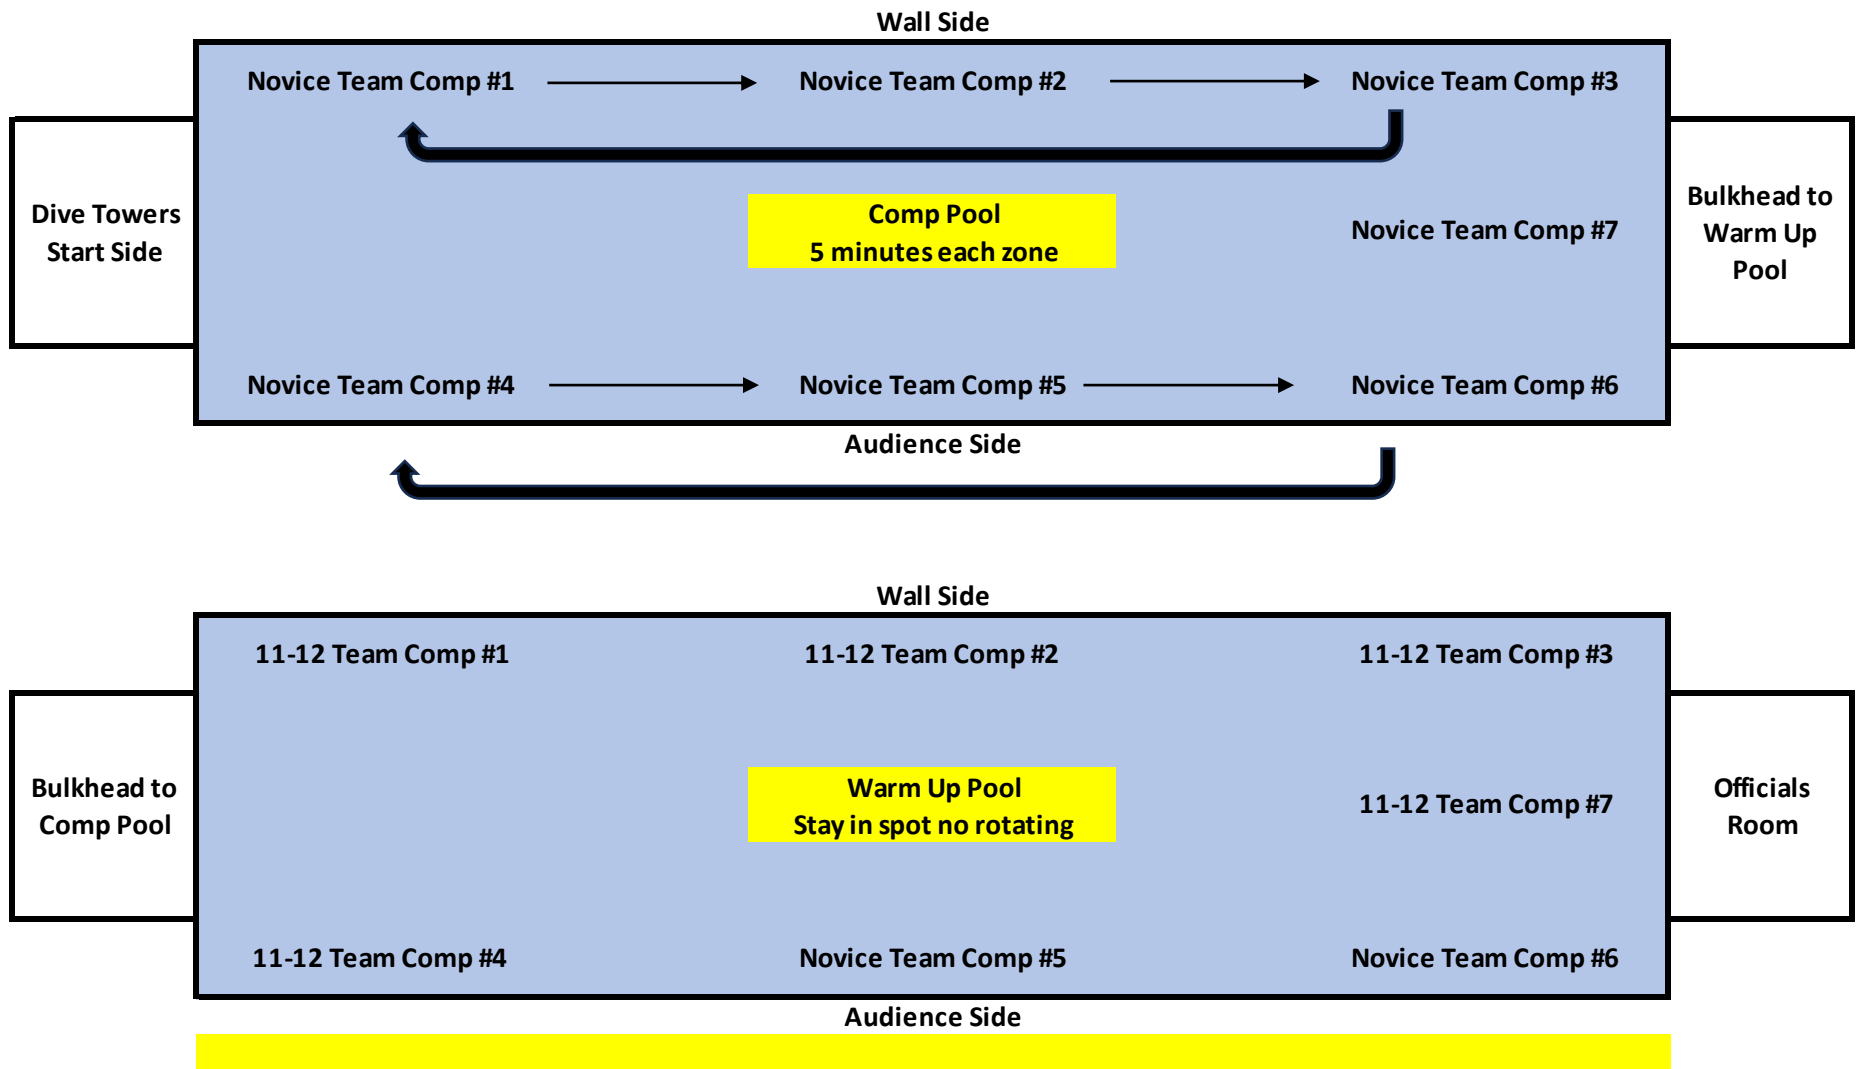 Wall Side
Novice Team Comp #1
Novice Team Comp #2
Novice Team Comp #3
Dive Towers
Start Side
Comp Pool
5 minutes each zone
Novice Team Comp #7
Bulkhead to
Warm Up
Pool
Novice Team Comp #4
Novice Team Comp #5
Novice Team Comp #6
Audience Side
Wall Side
11-12 Team Comp #1
11-12 Team Comp #2
11-12 Team Comp #3
Bulkhead to
Comp Pool
Warm Up Pool
Stay in spot no rotating
11-12 Team Comp #7
Officials
Room
11-12 Team Comp #4
Novice Team Comp #5
Novice Team Comp #6
Audience Side